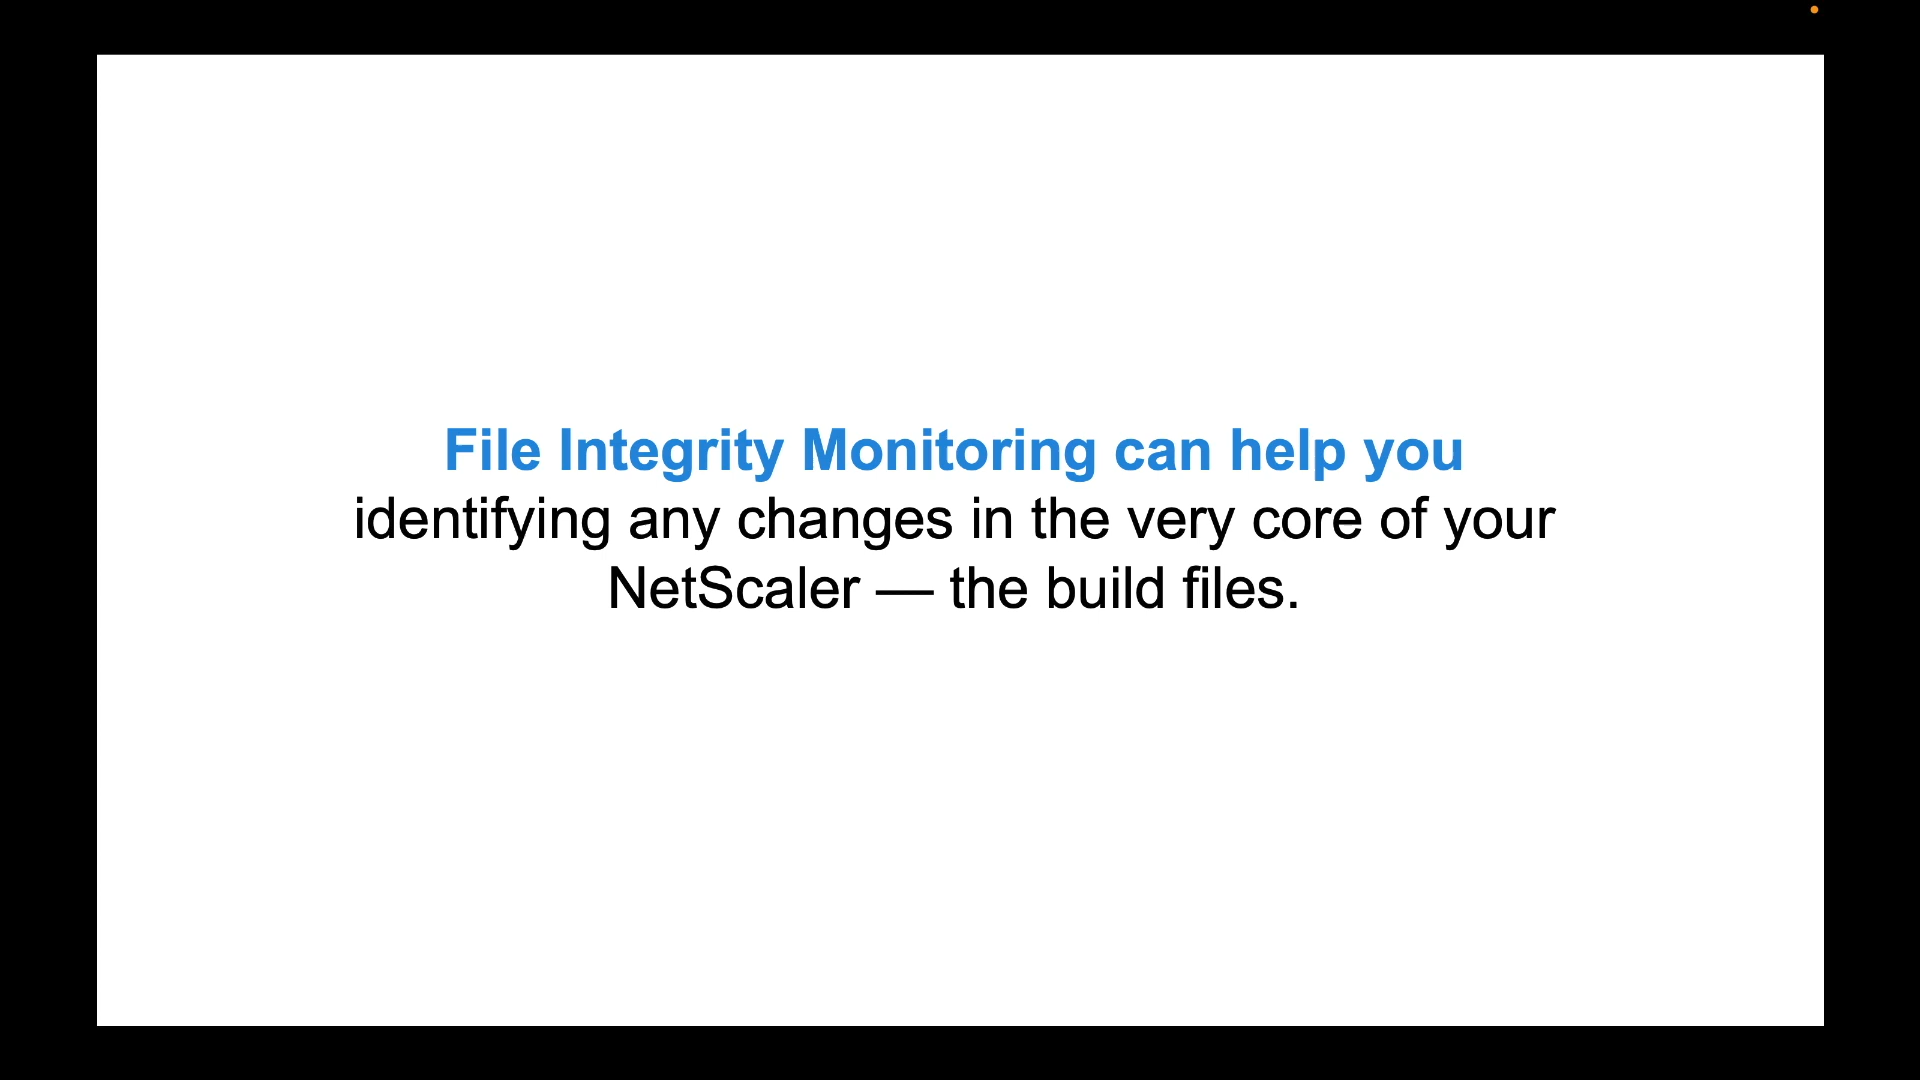 File Integrity Monitoring can help you
identifying any changes in the very core of your
NetScaler — the build files.